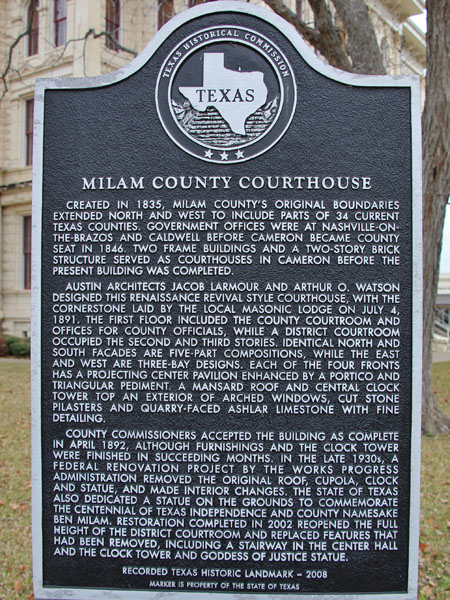 TEXAS HISTORICAL COMMISSION
TEXAS
MILAM COUNTY COURTHOUSE
CREATED IN 1835, MILAM COUNTY'S ORIGINAL BOUNDARIES
EXTENDED NORTH AND WEST TO INCLUDE PARTS OF 34 CURRENT
TEXAS COUNTIES. GOVERNMENT OFFICES WERE AT NASHVILLE-ON-
THE-BRAZOS AND CALDWELL BEFORE CAMERON BECAME COUNTY
SEAT IN 1846. TWO FRAME BUILDINGS AND A TWO-STORY BRICK
STRUCTURE SERVED AS COURTHOUSES IN CAMERON BEFORE THE
PRESENT BUILDING WAS COMPLETED.
AUSTIN ARCHITECTS JACOB LARMOUR AND ARTHUR O. WATSON
DESIGNED THIS RENAISSANCE REVIVAL STYLE COURTHOUSE, WITH THE
CORNERSTONE LAID BY THE LOCAL MASONIC LODGE ON JULY 4,
1891. THE FIRST FLOOR INCLUDED THE COUNTY COURTROOM AND
OFFICES FOR COUNTY OFFICIALS, WHILE A DISTRICT COURTROOM
OCCUPIED THE SECOND AND THIRD STORIES. IDENTICAL NORTH AND
SOUTH FACADES ARE FIVE-PART COMPOSITIONS, WHILE THE EAST
AND WEST ARE THREE-BAY DESIGNS. EACH OF THE FOUR FRONTS
HAS A PROJECTING CENTER PAVILION ENHANCED BY A PORTICO AND
TRIANGULAR PEDIMENT. A MANSARD ROOF AND CENTRAL CLOCK
TOWER TOP AN EXTERIOR OF ARCHED WINDOWS, CUT STONE
PILASTERS AND QUARRY-FACED ASHLAR LIMESTONE WITH FINE
DETAILING.
COUNTY COMMISSIONERS ACCEPTED THE BUILDING AS COMPLETE
IN APRIL 1892, ALTHOUGH FURNISHINGS AND THE CLOCK TOWER
WERE FINISHED IN SUCCEEDING MONTHS. IN THE LATE 1930s, A
FEDERAL RENOVATION PROJECT BY THE WORKS PROGRESS
ADMINISTRATION REMOVED THE ORIGINAL ROOF, CUPOLA, CLOCK
AND STATUE, AND MADE INTERIOR CHANGES. THE STATE OF TEXAS
ALSO DEDICATED A STATUE ON THE GROUNDS TO COMMEMORATE
THE CENTENNIAL OF TEXAS INDEPENDENCE AND COUNTY NAMESAKE
BEN MILAM. RESTORATION COMPLETED IN 2002 REOPENED THE FULL
HEIGHT OF THE DISTRICT COURTROOM AND REPLACED FEATURES THAT
HAD BEEN REMOVED, INCLUDING A STAIRWAY IN THE CENTER HALL
AND THE CLOCK TOWER AND GODDESS OF JUSTICE STATUE.
RECORDED TEXAS HISTORIC LANDMARK – 2008
MARKER IS PROPERTY OF THE STATE OF TEXAS